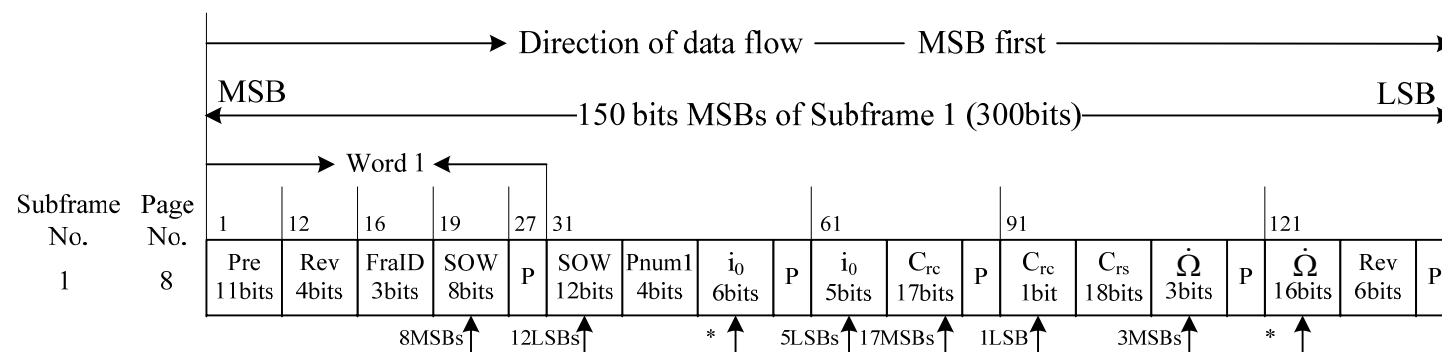 Direction of data flow MSB first
MSB LSB
150 bits MSBs of Subframe 1 (300bits)
Word 1
Subframe No. Page No.
1 12 16 19 27 31 61 91 121
1 8
Pre Rev FraID SOW P SOW Pnum1 i0 P i0 Crc P Crc Crs Ω̇ P Ω̇ Rev P
11bits 4bits 3bits 8bits 12bits 4bits 6bits 5bits 17bits 1bit 18bits 3bits 16bits 6bits
8MSBs 12LSBs * 5LSBs 17MSBs 1LSB 3MSBs *